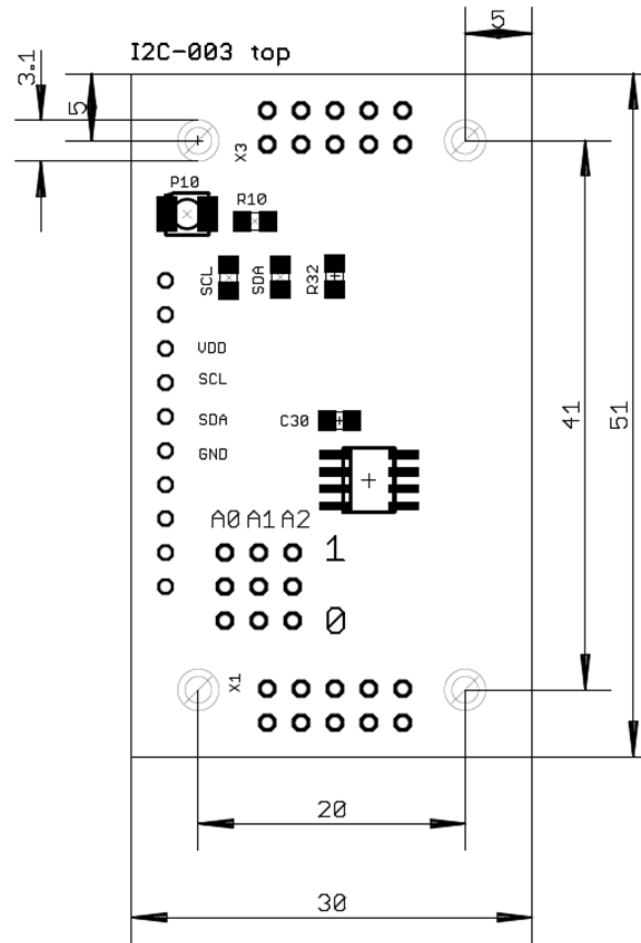 5
I2C-003 top
3.1
5
X3
P10
R10
SCL SDA R32
VDD
SCL
SDA
GND
C30
41
51
A0 A1 A2
1
0
X1
20
30